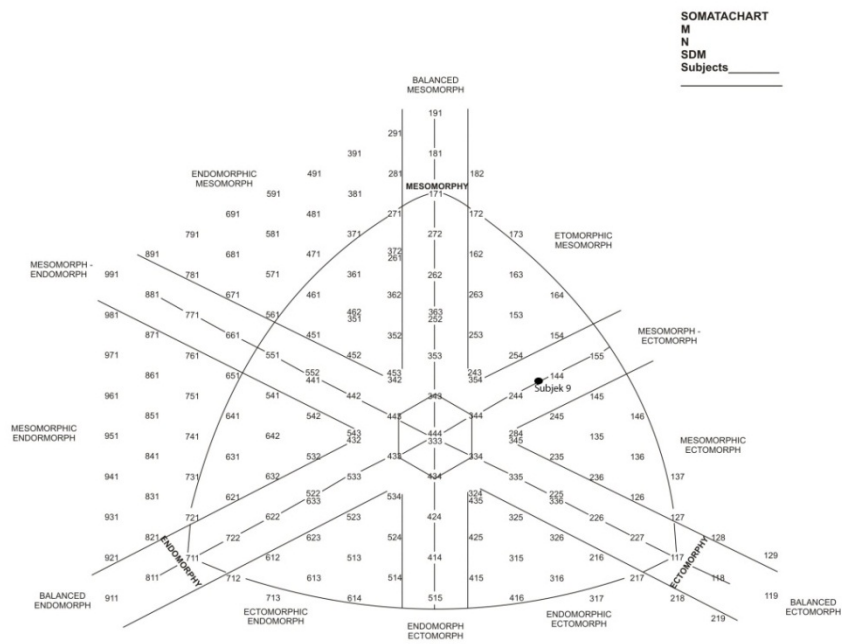 SOMATACHART
M
N
SDM
Subjects________
BALANCED
MESOMORPH
191
291
391 181
ENDOMORPHIC
MESOMORPH
491 281 182
MESOMORPHY
591 381 171
691 481 271 172
791 581 371 272 173
ETOMORPHIC
MESOMORPH
372
891 681 471 261 162
MESOMORPH -
ENDOMORPH
991 781 571 361 262 163
881 671 461 362 263 164
462 363
981 771 561 351 252 153
871 661 451 352 253 154
MESOMORPH -
ECTOMORPH
971 761 551 452 353 254 155
552 453 243
861 651 441 342 354 144
Subjek 9
961 751 541 442 343 244 145
851 641 542 443 344 245 146
MESOMORPHIC
ENDORMORPH
543 444 284
951 741 642 432 333 345 135
MESOMORPHIC
ECTOMORPH
841 631 532 433 334 235 136
941 731 632 533 434 335 236 137
522 324 225
831 621 633 534 435 336 126
931 721 622 523 424 325 226 127
821 722 623 524 425 326 227 128
ENDOMORPHY
ECTOMORPHY
921 711 612 513 414 315 216 117 129
811 712 613 514 415 316 217 118
BALANCED
ENDOMORPH
911 713 614 515 416 317 218 119
BALANCED
ECTOMORPH
ECTOMORPHIC
ENDOMORPH
ENDOMORPHIC
ECTOMORPH
219
ENDOMORPH
ECTOMORPH